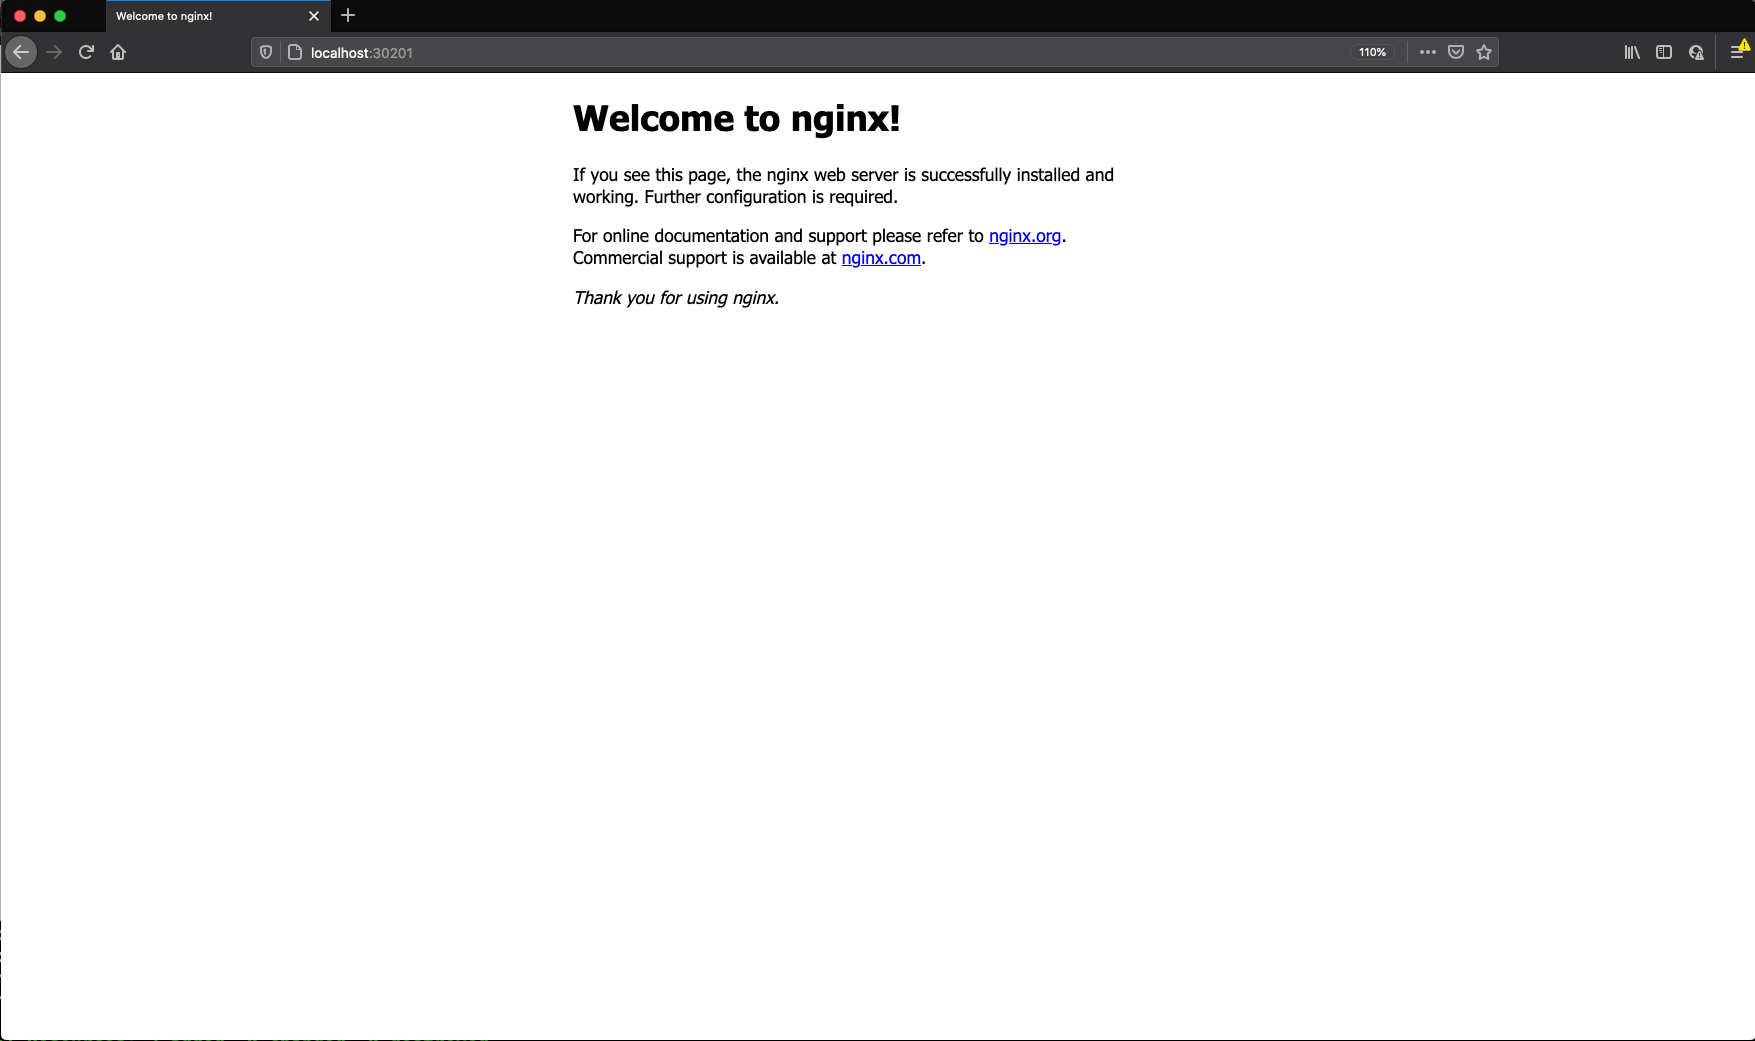 Welcome to nginx!
localhost:30201
110%
Welcome to nginx!
If you see this page, the nginx web server is successfully installed and
working. Further configuration is required.
For online documentation and support please refer to nginx.org.
Commercial support is available at nginx.com.
Thank you for using nginx.